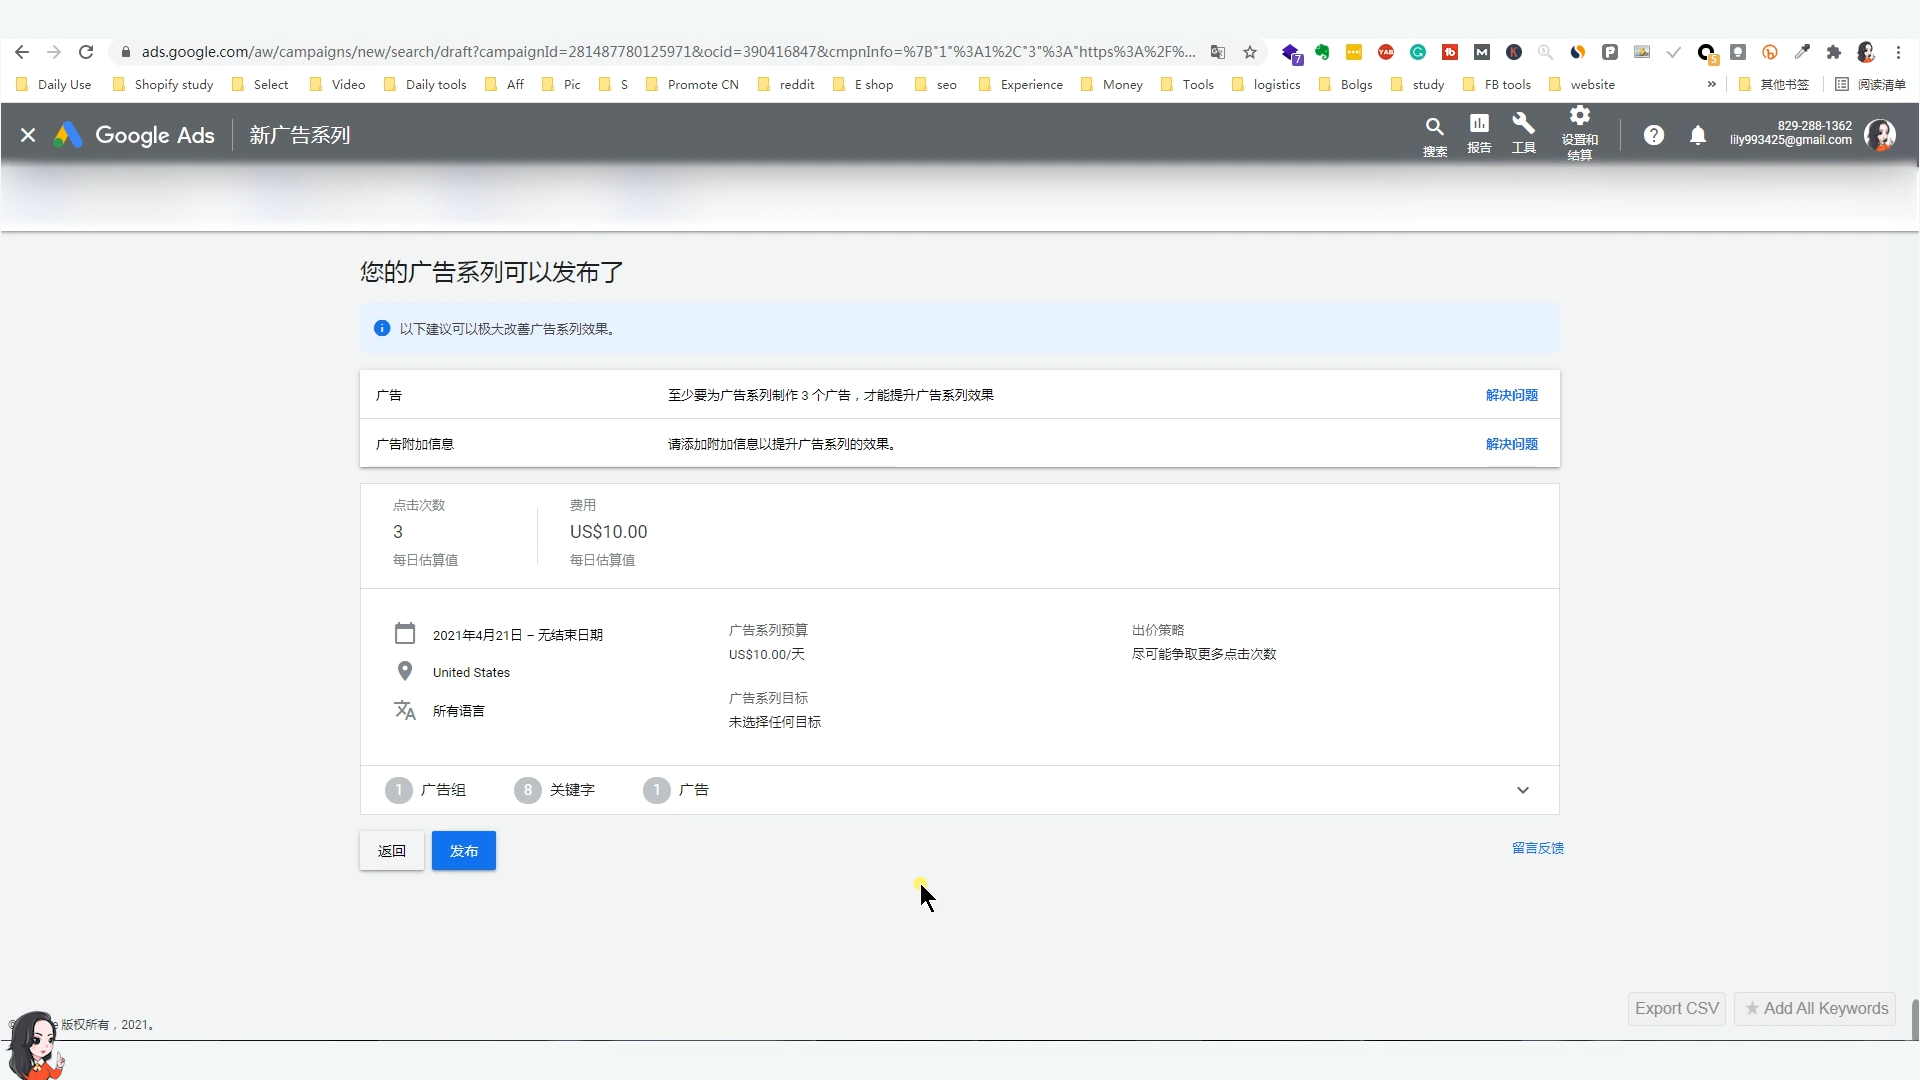 ads.google.com/aw/campaigns/new/search/draft?campaignId=281487780125971&ocid=390416847&cmpnInfo=%7B"1"%3A1%2C"3"%3A"https%3A%2F%...
7 YAB 5
Daily Use Shopify study Select Video Daily tools Aff Pic S Promote CN reddit E shop seo Experience Money Tools logistics Bolgs study FB tools website » 其他书签 阅读清单
Google Ads 新广告系列
搜索 报告 工具 设置和结算
829-288-1362
lily993425@gmail.com
您的广告系列可以发布了
以下建议可以极大改善广告系列效果。
广告 至少要为广告系列制作 3 个广告，才能提升广告系列效果 解决问题
广告附加信息 请添加附加信息以提升广告系列的效果。 解决问题
点击次数 费用
3 US$10.00
每日估算值 每日估算值
2021年4月21日 – 无结束日期 广告系列预算 出价策略
US$10.00/天 尽可能争取更多点击次数
United States
广告系列目标
所有语言 未选择任何目标
1 广告组 8 关键字 1 广告
返回 发布 留言反馈
Export CSV ★ Add All Keywords
版权所有，2021。